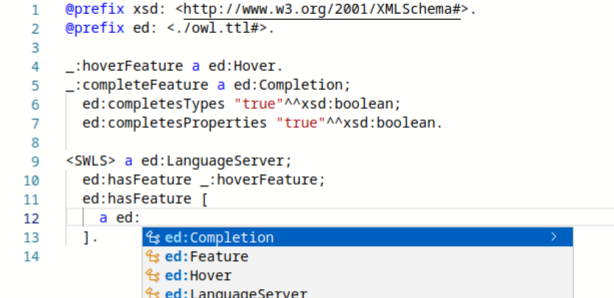 1 @prefix xsd: <http://www.w3.org/2001/XMLSchema#>.
2 @prefix ed: <./owl.ttl#>.
3
4 _:hoverFeature a ed:Hover.
5 _:completeFeature a ed:Completion;
6 ed:completesTypes "true"^^xsd:boolean;
7 ed:completesProperties "true"^^xsd:boolean.
8
9 <SWLS> a ed:LanguageServer;
10 ed:hasFeature _:hoverFeature;
11 ed:hasFeature [
12 a ed:
ed:Completion
13 ].
ed:Feature
14
ed:Hover
ed:LanguageServer